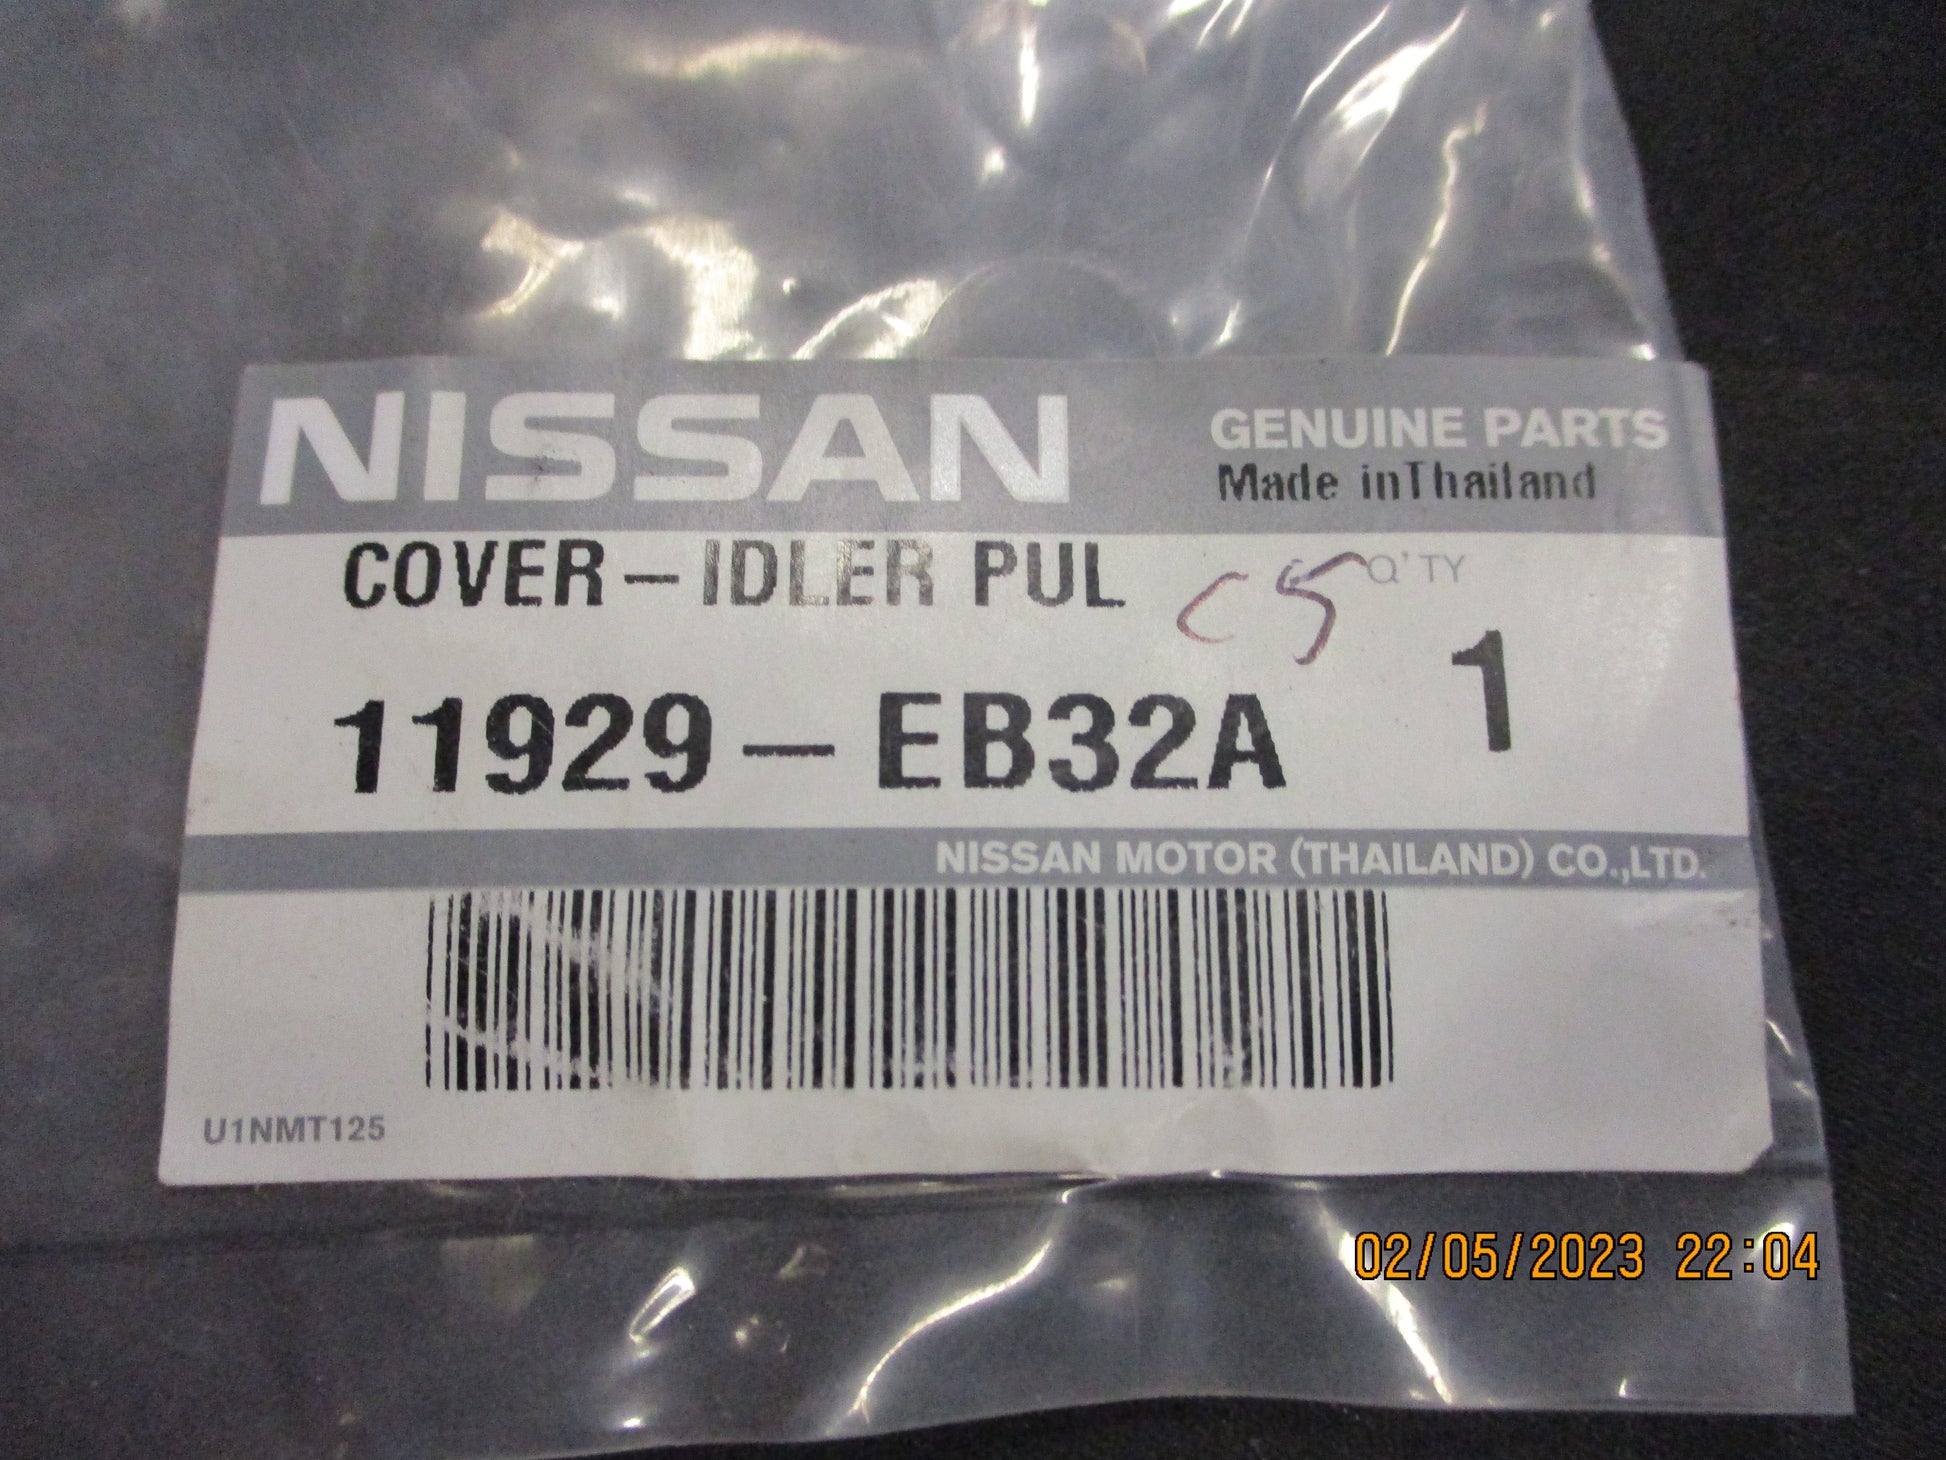 NISSAN
GENUINE PARTS
Made inThailand
COVER-IDLER PUL
C5
Q'TY
11929-EB32A
1
NISSAN MOTOR (THAILAND) CO.,LTD.
U1NMT125
02/05/2023 22:04